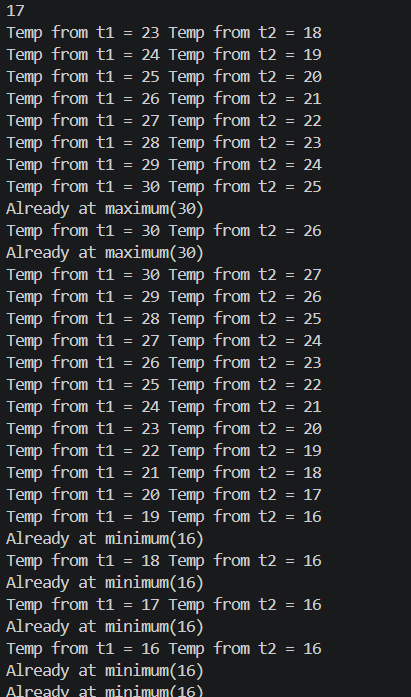 17
Temp from t1 = 23 Temp from t2 = 18
Temp from t1 = 24 Temp from t2 = 19
Temp from t1 = 25 Temp from t2 = 20
Temp from t1 = 26 Temp from t2 = 21
Temp from t1 = 27 Temp from t2 = 22
Temp from t1 = 28 Temp from t2 = 23
Temp from t1 = 29 Temp from t2 = 24
Temp from t1 = 30 Temp from t2 = 25
Already at maximum(30)
Temp from t1 = 30 Temp from t2 = 26
Already at maximum(30)
Temp from t1 = 30 Temp from t2 = 27
Temp from t1 = 29 Temp from t2 = 26
Temp from t1 = 28 Temp from t2 = 25
Temp from t1 = 27 Temp from t2 = 24
Temp from t1 = 26 Temp from t2 = 23
Temp from t1 = 25 Temp from t2 = 22
Temp from t1 = 24 Temp from t2 = 21
Temp from t1 = 23 Temp from t2 = 20
Temp from t1 = 22 Temp from t2 = 19
Temp from t1 = 21 Temp from t2 = 18
Temp from t1 = 20 Temp from t2 = 17
Temp from t1 = 19 Temp from t2 = 16
Already at minimum(16)
Temp from t1 = 18 Temp from t2 = 16
Already at minimum(16)
Temp from t1 = 17 Temp from t2 = 16
Already at minimum(16)
Temp from t1 = 16 Temp from t2 = 16
Already at minimum(16)
Already at minimum(16)